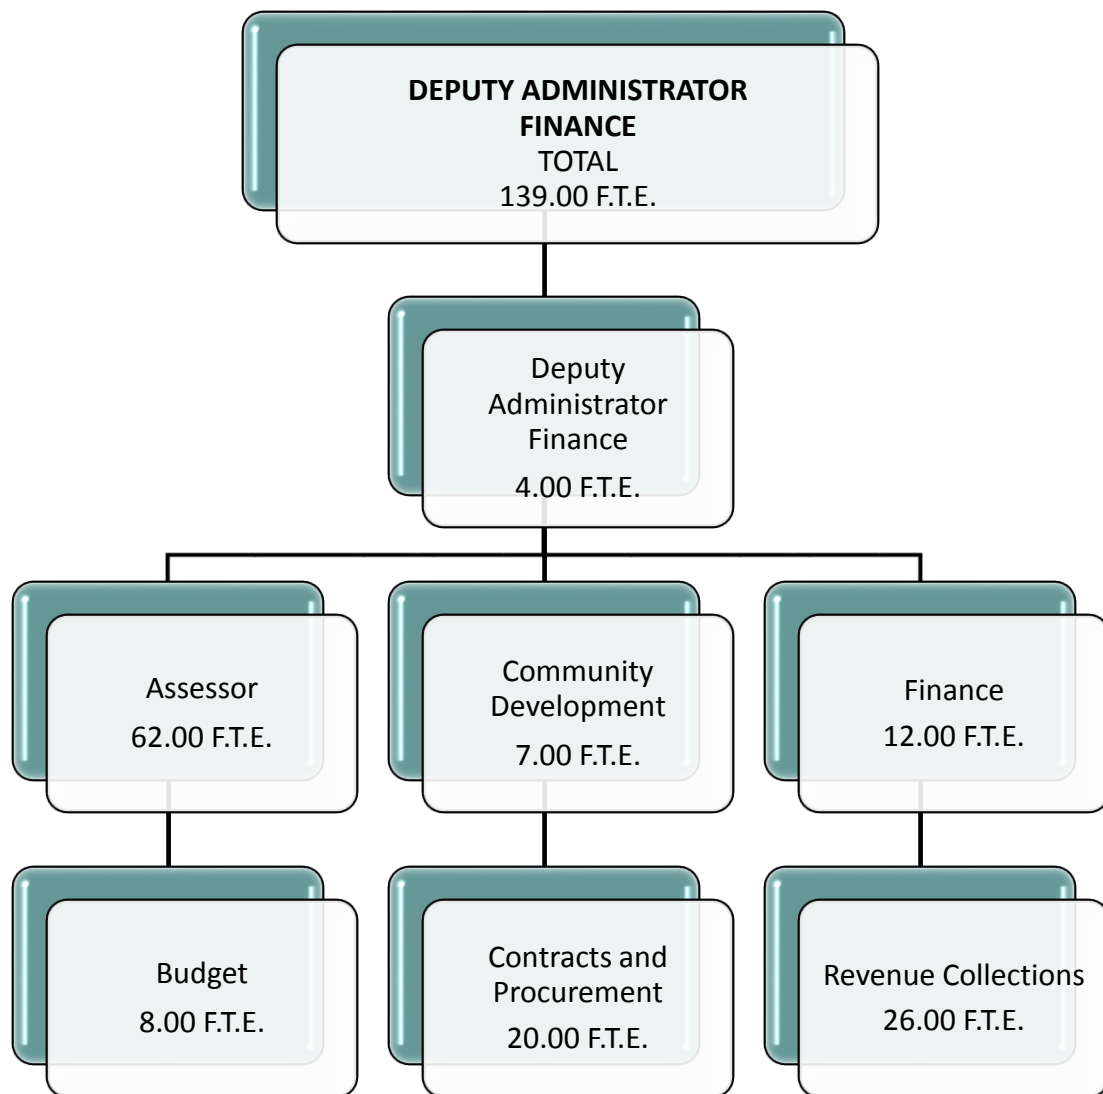 DEPUTY ADMINISTRATOR
FINANCE
TOTAL
139.00 F.T.E.
Deputy
Administrator
Finance
4.00 F.T.E.
Assessor
62.00 F.T.E.
Community
Development
7.00 F.T.E.
Finance
12.00 F.T.E.
Budget
8.00 F.T.E.
Contracts and
Procurement
20.00 F.T.E.
Revenue Collections
26.00 F.T.E.